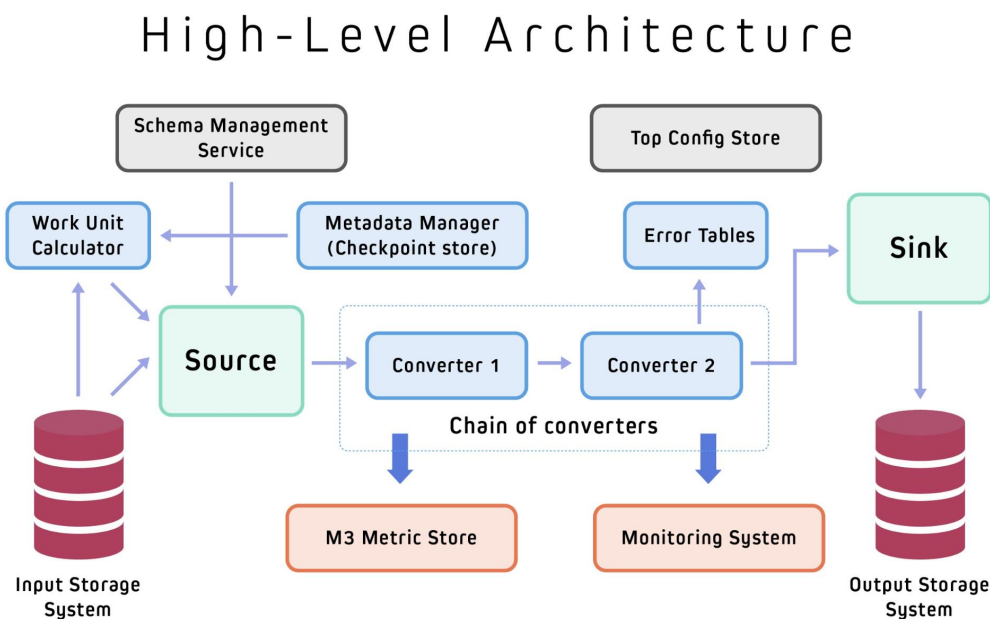 High-Level Architecture
Schema Management
Service
Top Config Store
Work Unit
Calculator
Metadata Manager
(Checkpoint store)
Error Tables
Sink
Source
Converter 1
Converter 2
Chain of converters
M3 Metric Store
Monitoring System
Input Storage
System
Output Storage
System